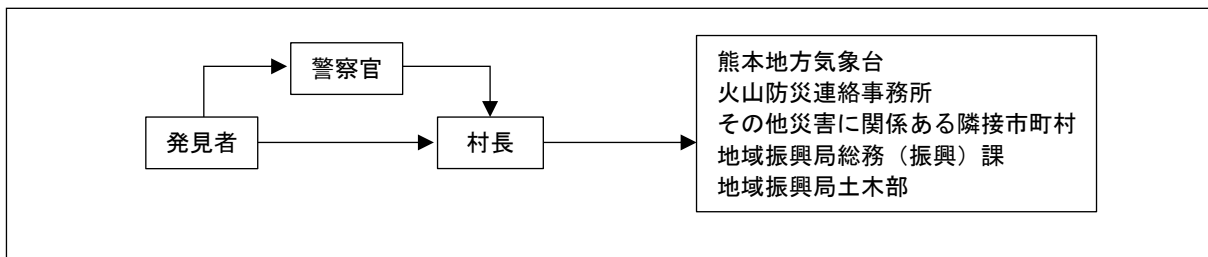 警察官
発見者
村長
熊本地方気象台
火山防災連絡事務所
その他災害に関係ある隣接市町村
地域振興局総務（振興）課
地域振興局土木部